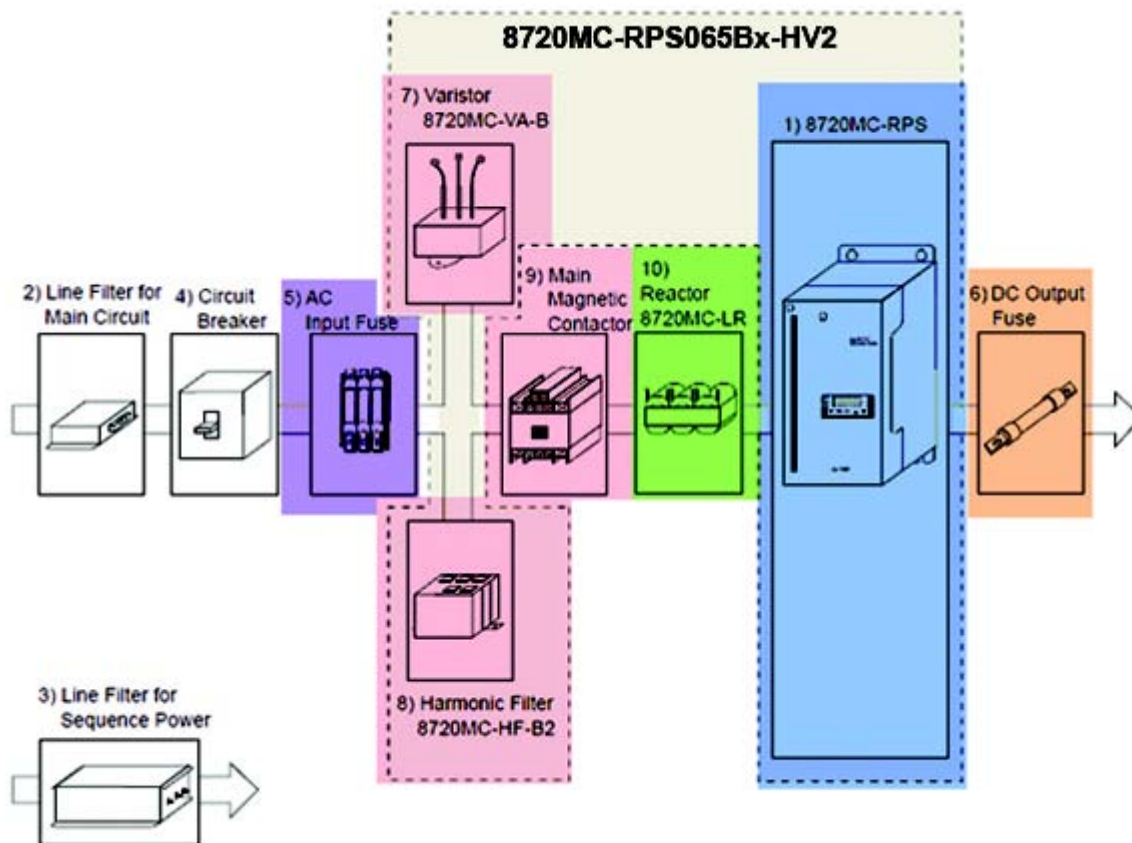 8720MC-RPS065Bx-HV2
7) Varistor
8720MC-VA-B
1) 8720MC-RPS
2) Line Filter for
Main Circuit
4) Circuit
Breaker
5) AC
Input Fuse
9) Main
Magnetic
Contactor
10)
Reactor
8720MC-LR
6) DC Output
Fuse
3) Line Filter for
Sequence Power
8) Harmonic Filter
8720MC-HF-B2